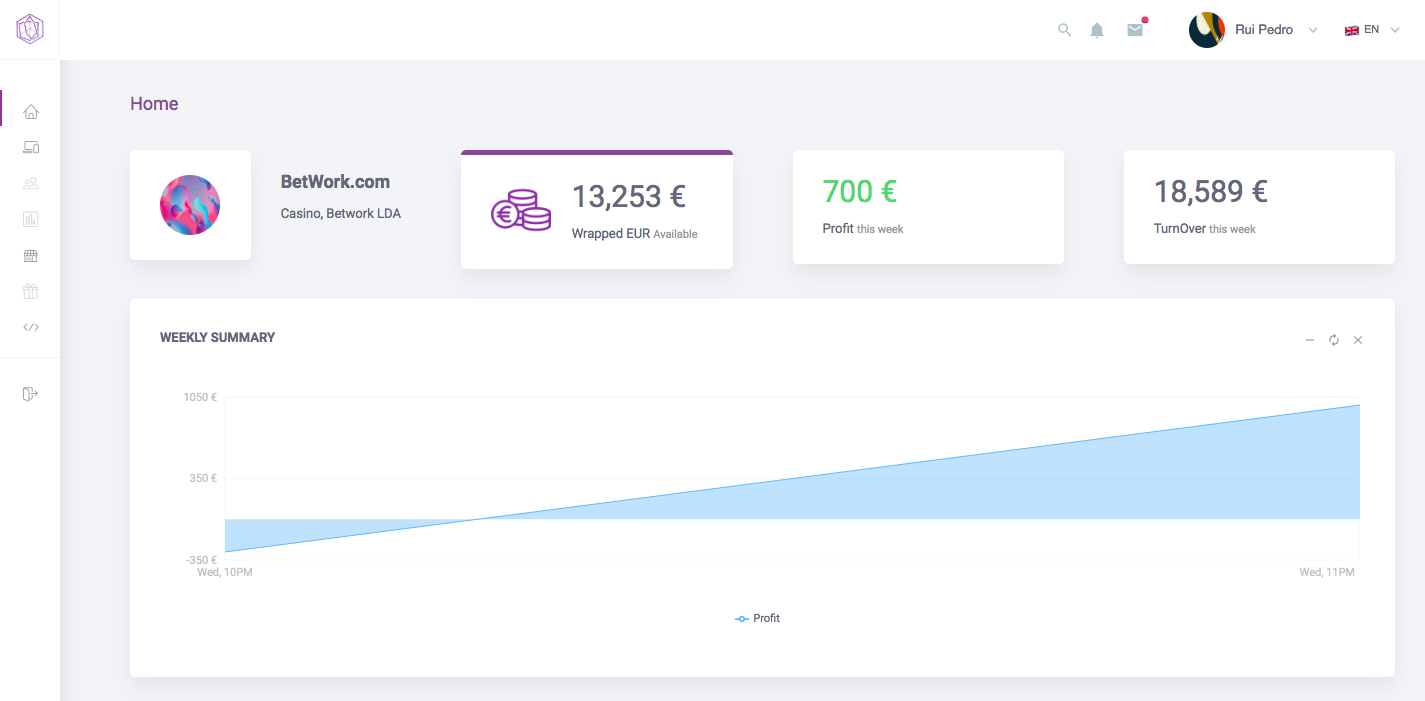 Rui Pedro
EN
Home
BetWork.com
Casino, Betwork LDA
13,253 €
Wrapped EUR Available
700 €
Profit this week
18,589 €
TurnOver this week
WEEKLY SUMMARY
1050 €
350 €
-350 €
Wed, 10PM
Wed, 11PM
Profit